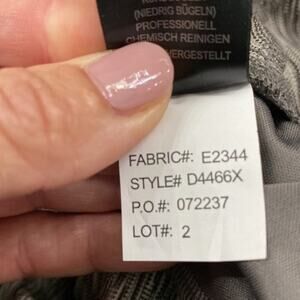 (NIEDRIG BÜGELN)
PROFESSIONELL
CHEMISCH REINIGEN
FABRIC#: E2344
STYLE# D4466X
P.O.#: 072237
LOT#: 2